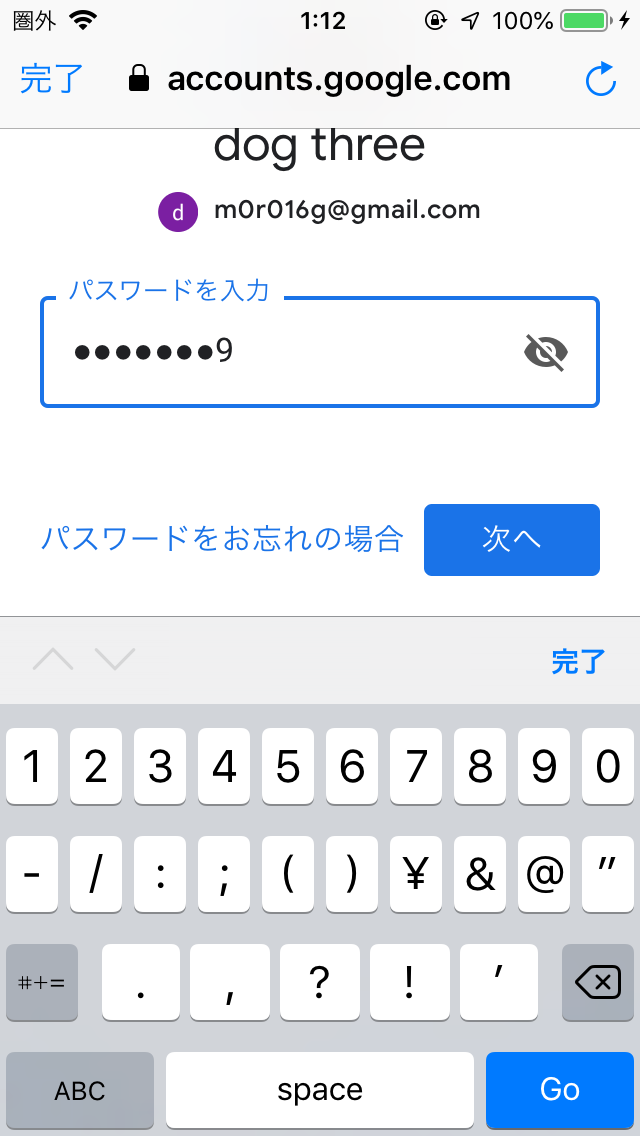 圏外 1:12 100%
完了 accounts.google.com
dog three
d m0r016g@gmail.com
パスワードを入力
●●●●●●●9
パスワードをお忘れの場合 次へ
完了
1 2 3 4 5 6 7 8 9 0
- / : ; ( ) ¥ & @ "
#+= . , ? ! '
ABC space Go